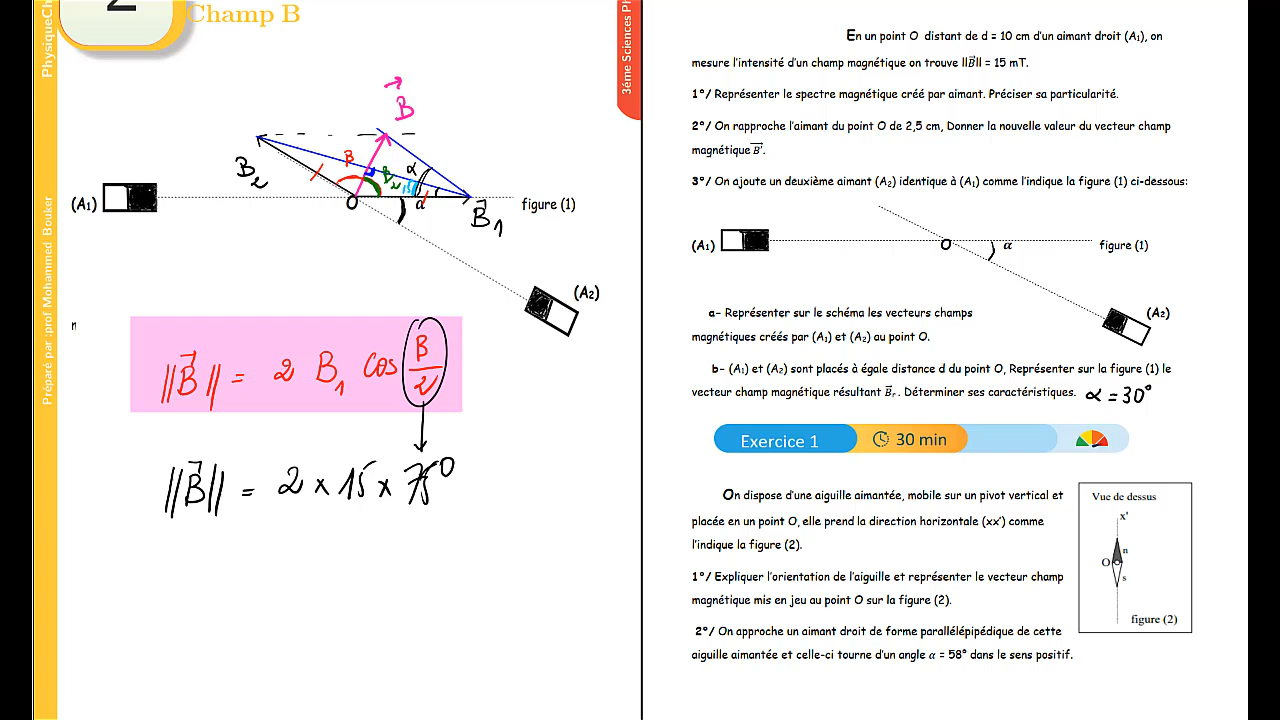 2
Champ B
PhysiqueCh
Préparé par :prof Mohammed Bouker
B
B2
B
B2
α
15
α
O
B1
(A1)
figure (1)
(A2)
||B|| = 2 B1 cos B/2
||B|| = 2 × 15 × 75°
3éme Sciences Ph
En un point O distant de d = 10 cm d'un aimant droit (A1), on
mesure l'intensité d'un champ magnétique on trouve ||B⃗|| = 15 mT.
1°/ Représenter le spectre magnétique créé par aimant. Préciser sa particularité.
2°/ On rapproche l'aimant du point O de 2,5 cm, Donner la nouvelle valeur du vecteur champ
magnétique B⃗'.
3°/ On ajoute un deuxième aimant (A2) identique à (A1) comme l'indique la figure (1) ci-dessous:
(A1)
O
α
figure (1)
(A2)
a- Représenter sur le schéma les vecteurs champs
magnétiques créés par (A1) et (A2) au point O.
b- (A1) et (A2) sont placés à égale distance d du point O, Représenter sur la figure (1) le
vecteur champ magnétique résultant B⃗r. Déterminer ses caractéristiques. α = 30°
Exercice 1
30 min
On dispose d'une aiguille aimantée, mobile sur un pivot vertical et
placée en un point O, elle prend la direction horizontale (xx') comme
l'indique la figure (2).
1°/ Expliquer l'orientation de l'aiguille et représenter le vecteur champ
magnétique mis en jeu au point O sur la figure (2).
2°/ On approche un aimant droit de forme parallélépipédique de cette
aiguille aimantée et celle-ci tourne d'un angle α = 58° dans le sens positif.
Vue de dessus
x'
n
O
s
figure (2)